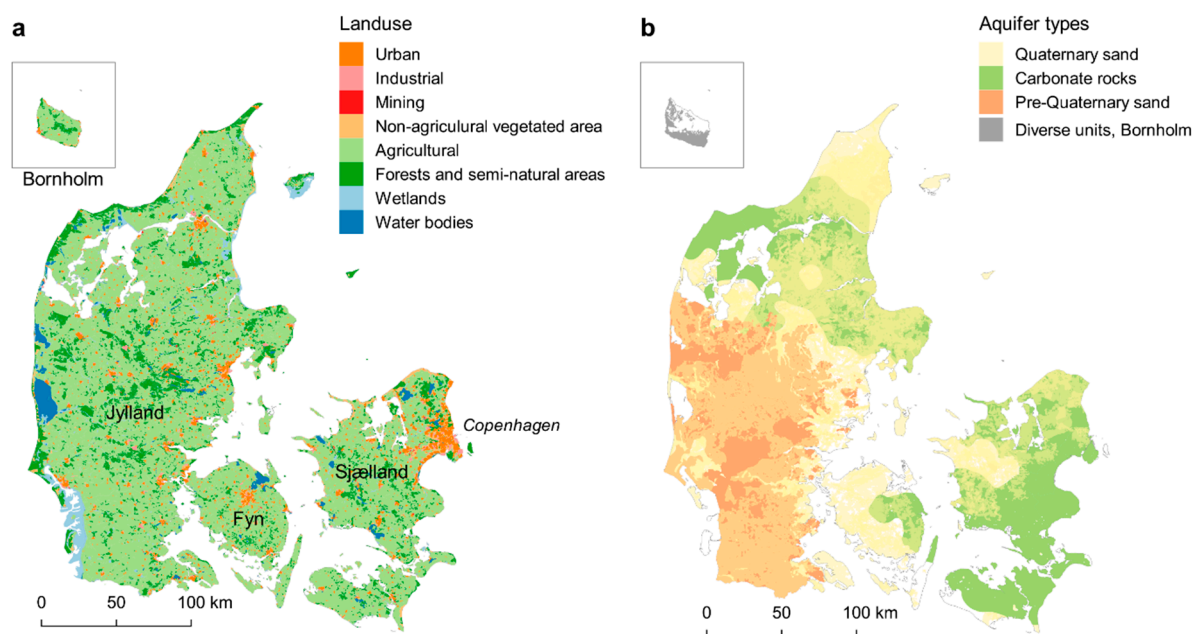 a
Landuse
Urban
Industrial
Mining
Non-agriculural vegetated area
Agricultural
Forests and semi-natural areas
Wetlands
Water bodies
Bornholm
Jylland
Copenhagen
Sjælland
Fyn
0 50 100 km
b
Aquifer types
Quaternary sand
Carbonate rocks
Pre-Quaternary sand
Diverse units, Bornholm
0 50 100 km